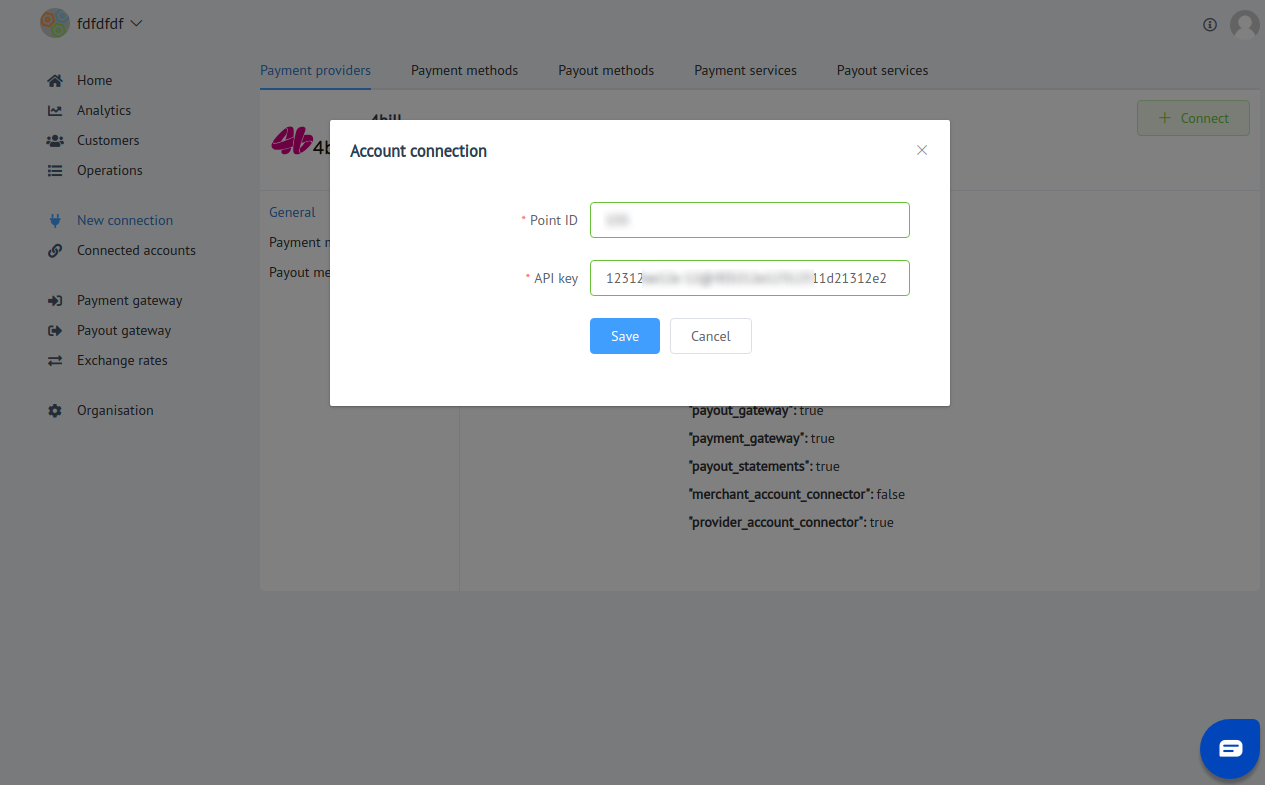 fdfdfdf
Home
Analytics
Customers
Operations
New connection
Connected accounts
Payment gateway
Payout gateway
Exchange rates
Organisation
Payment providers Payment methods Payout methods Payment services Payout services
4bill
4b
Connect
General
Payment
Payout me
Account connection
* Point ID
* API key 12312 11d21312e2
Save Cancel
"payout_gateway": true
"payment_gateway": true
"payout_statements": true
"merchant_account_connector": false
"provider_account_connector": true